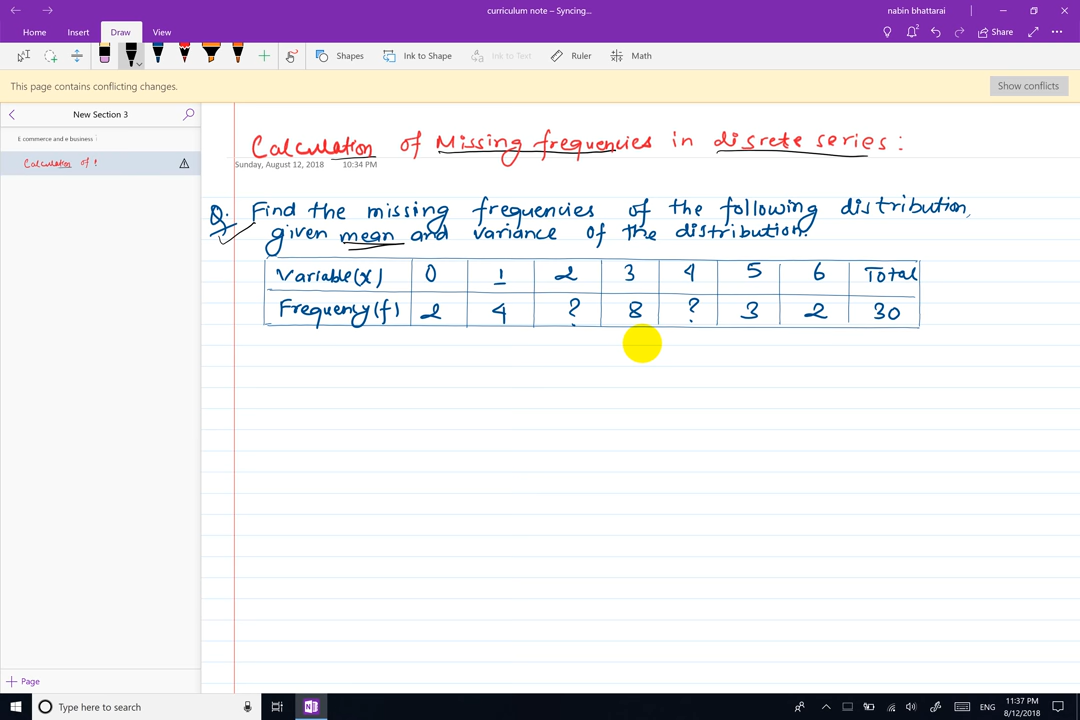 curriculum note – Syncing...
nabin bhattarai
Home Insert Draw View
Share
Shapes Ink to Shape Ink to Text Ruler Math
This page contains conflicting changes.
Show conflicts
New Section 3
E commerce and e business
Calculation of !
Calculation of Missing frequencies in disrete series:
Sunday, August 12, 2018 10:34 PM
Q. Find the missing frequencies of the following distribution,
given mean and variance of the distribution.
Variable(x) 0 1 2 3 4 5 6 Total
Frequency(f) 2 4 ? 8 ? 3 2 30
+ Page
Type here to search
ENG
11:37 PM
8/12/2018